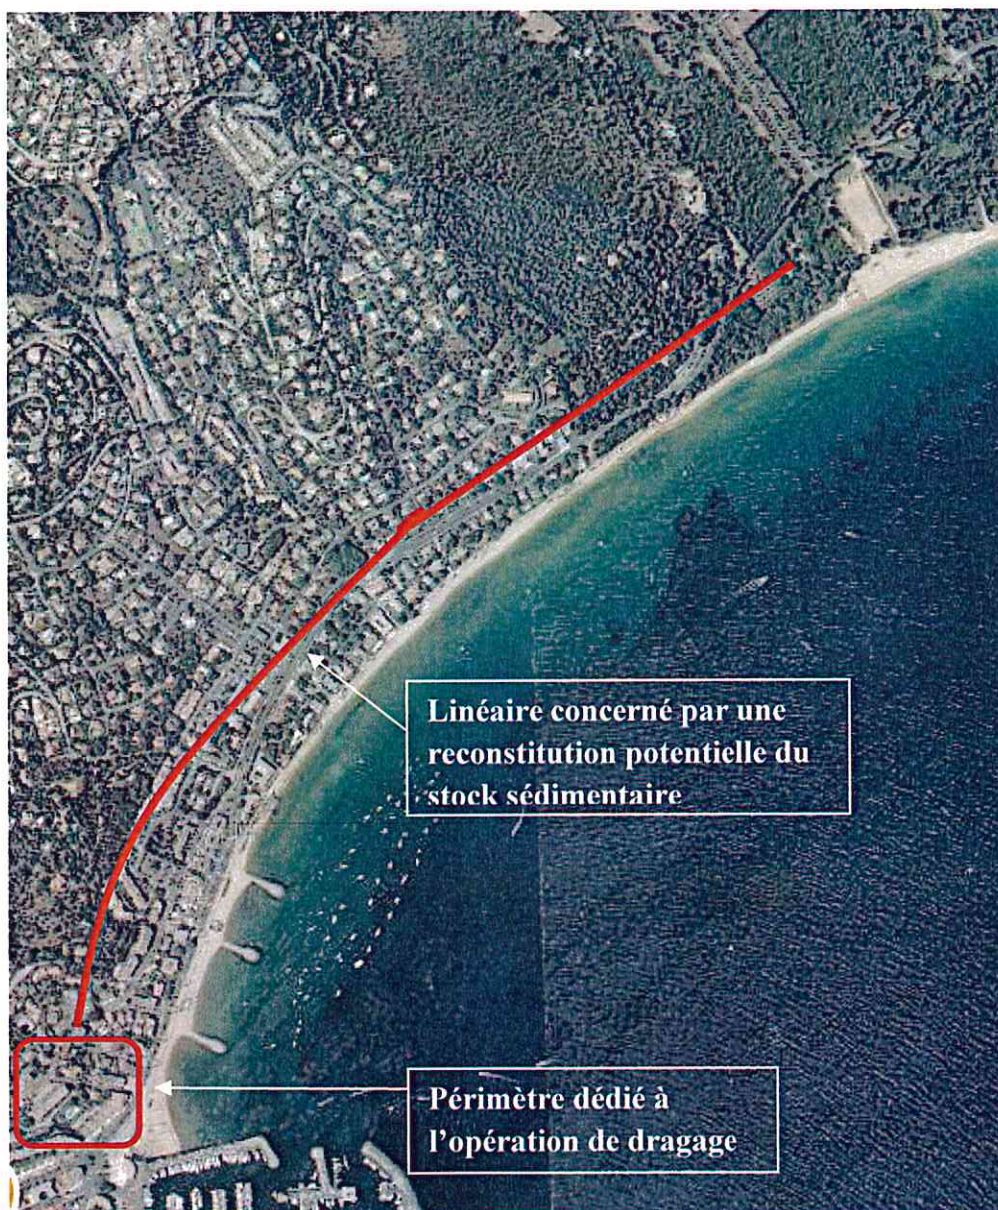 Linéaire concerné par une
reconstitution potentielle du
stock sédimentaire
Périmètre dédié à
l'opération de dragage